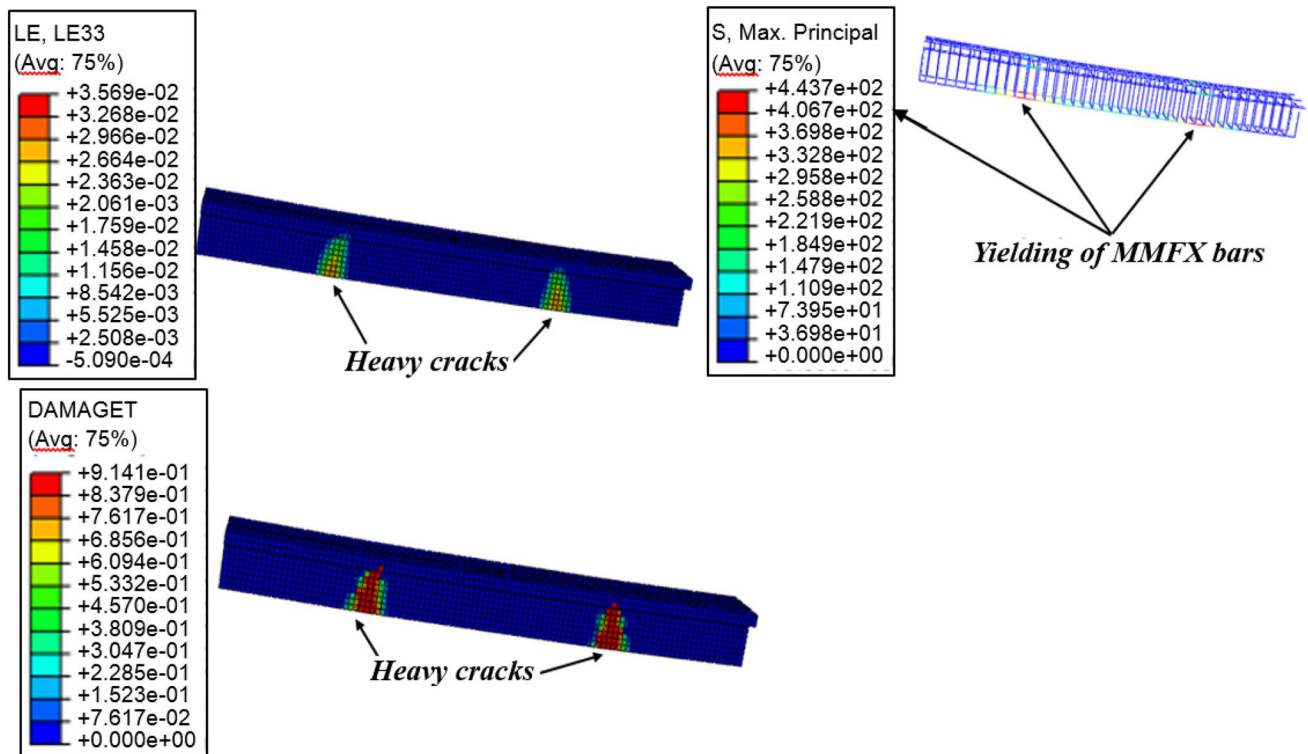 LE, LE33
(Avg: 75%)
+3.569e-02
+3.268e-02
+2.966e-02
+2.664e-02
+2.363e-02
+2.061e-03
+1.759e-02
+1.458e-02
+1.156e-02
+8.542e-03
+5.525e-03
+2.508e-03
-5.090e-04
Heavy cracks
S, Max. Principal
(Avg: 75%)
+4.437e+02
+4.067e+02
+3.698e+02
+3.328e+02
+2.958e+02
+2.588e+02
+2.219e+02
+1.849e+02
+1.479e+02
+1.109e+02
+7.395e+01
+3.698e+01
+0.000e+00
Yielding of MMFX bars
DAMAGET
(Avg: 75%)
+9.141e-01
+8.379e-01
+7.617e-01
+6.856e-01
+6.094e-01
+5.332e-01
+4.570e-01
+3.809e-01
+3.047e-01
+2.285e-01
+1.523e-01
+7.617e-02
+0.000e+00
Heavy cracks